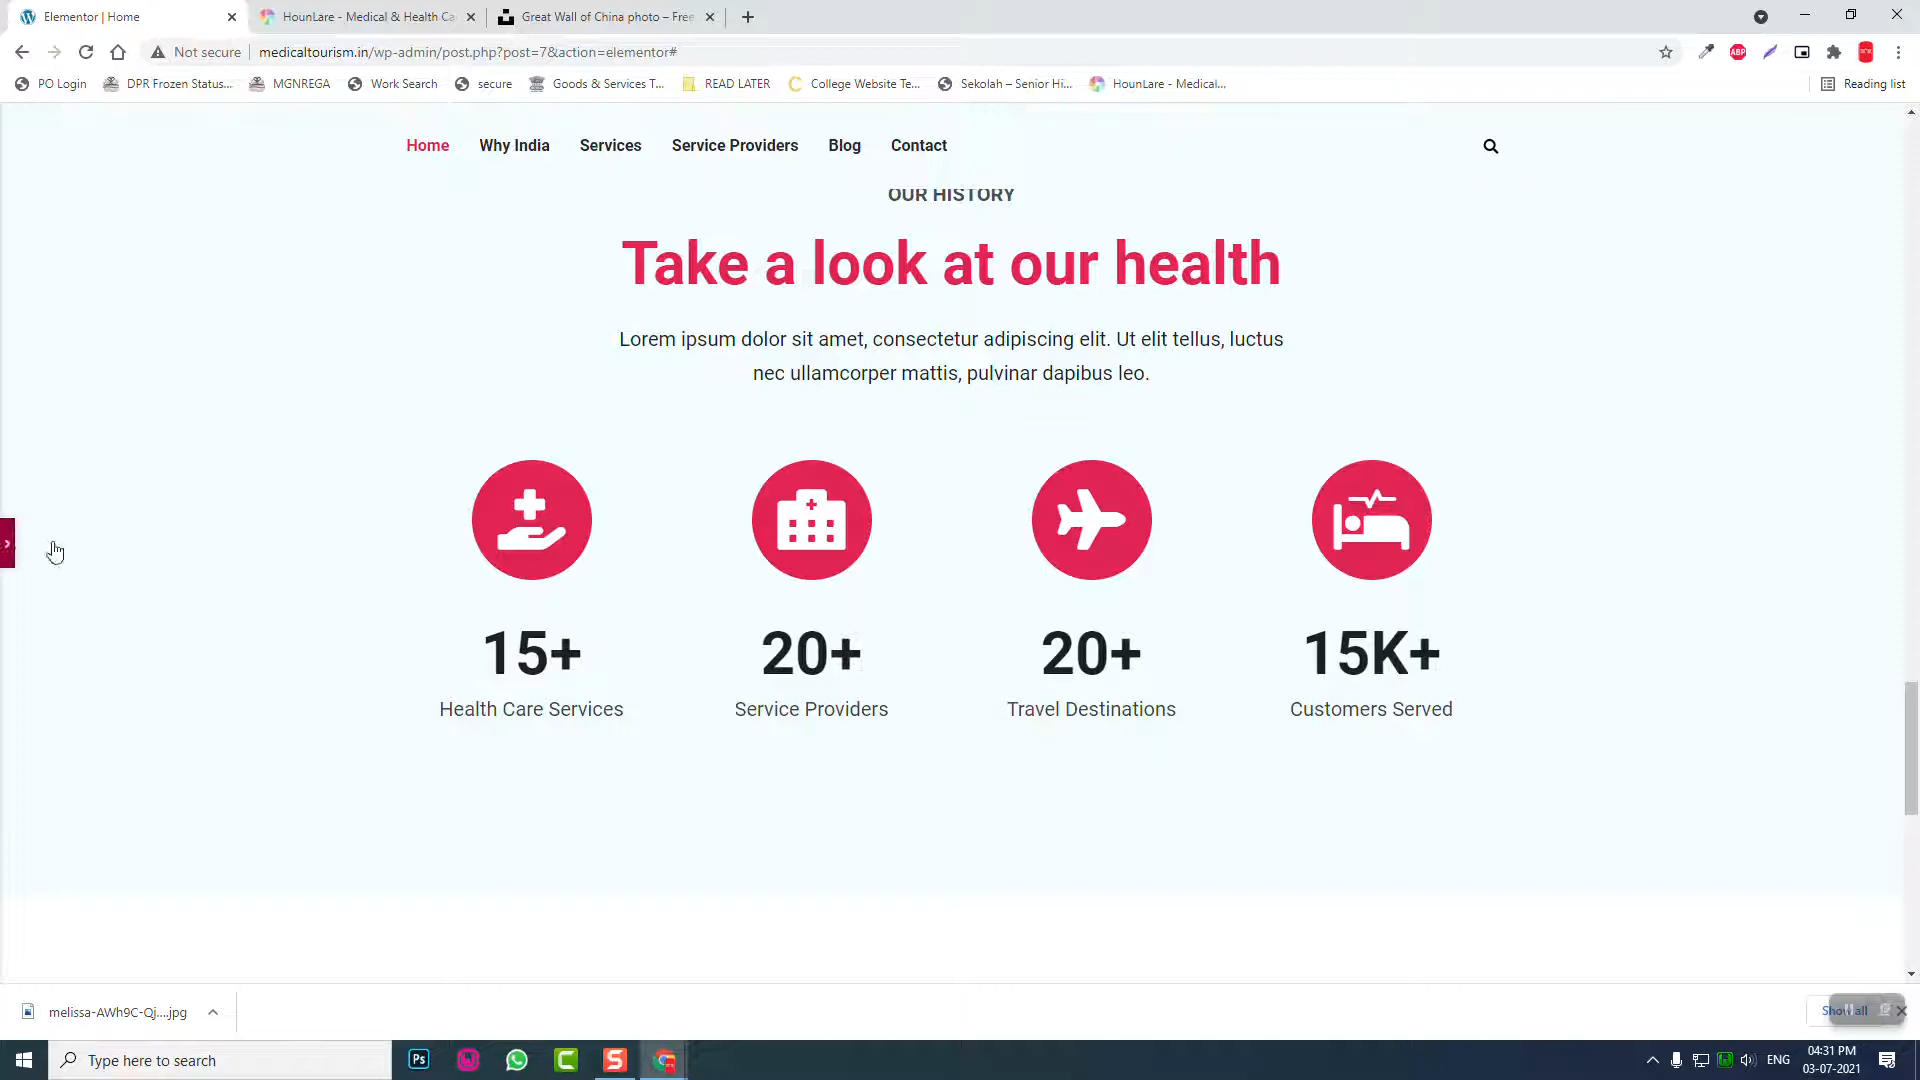 Elementor | Home
HounLare - Medical & Health Ca
Great Wall of China photo – Free
Not secure
medicaltourism.in/wp-admin/post.php?post=7&action=elementor#
ABP
PO Login
DPR Frozen Status...
MGNREGA
Work Search
secure
Goods & Services T...
READ LATER
College Website Te...
Sekolah – Senior Hi...
HounLare - Medical...
Reading list
Home
Why India
Services
Service Providers
Blog
Contact
OUR HISTORY
Take a look at our health
Lorem ipsum dolor sit amet, consectetur adipiscing elit. Ut elit tellus, luctus
nec ullamcorper mattis, pulvinar dapibus leo.
15+
20+
20+
15K+
Health Care Services
Service Providers
Travel Destinations
Customers Served
melissa-AWh9C-Qj....jpg
Show all
Type here to search
Ps
ENG
04:31 PM
03-07-2021